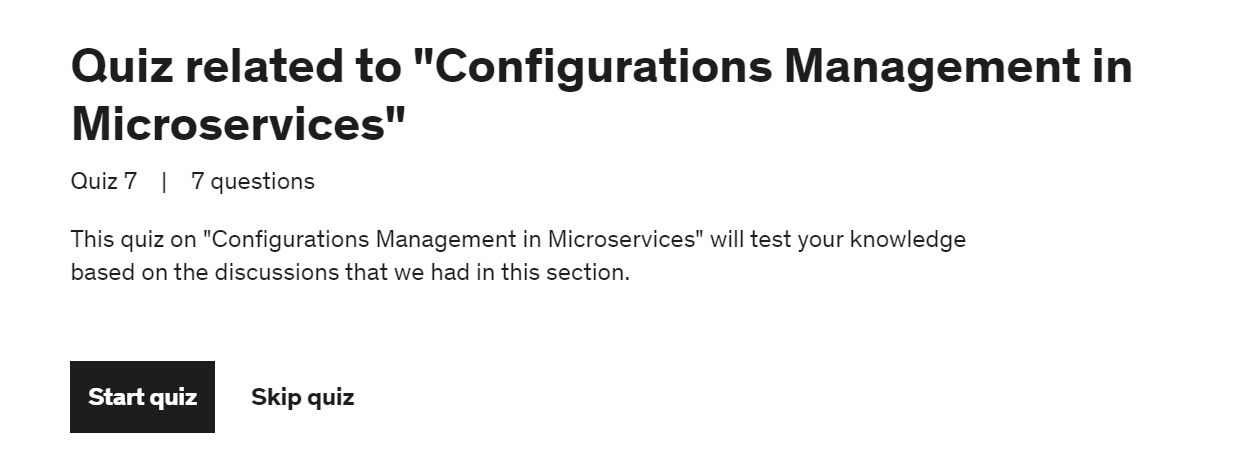 Quiz related to "Configurations Management in
Microservices"
Quiz 7 | 7 questions
This quiz on "Configurations Management in Microservices" will test your knowledge
based on the discussions that we had in this section.
Start quiz Skip quiz